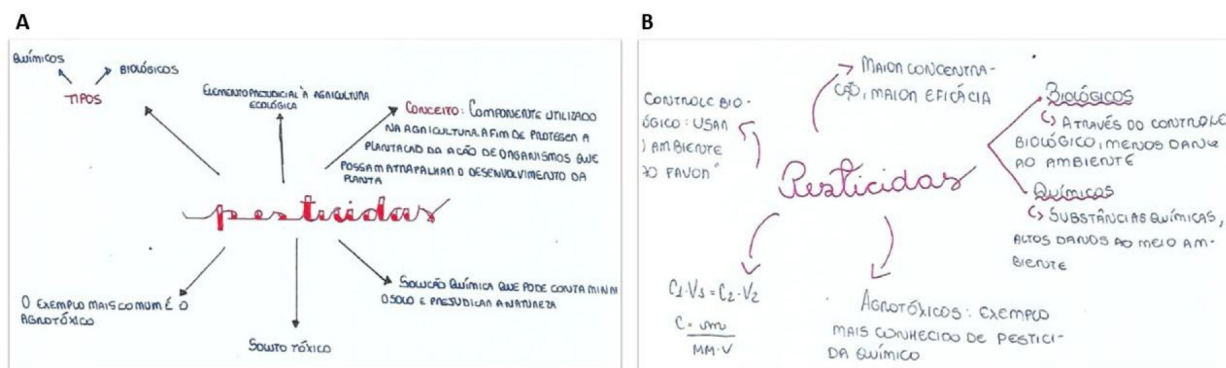 A
QUÍMICOS
BIOLÓGICOS
TIPOS
ELEMENTO PREJUDICIAL À AGRICULTURA
ECOLÓGICA
CONCEITO: COMPONENTE UTILIZADO
NA AGRICULTURA A FIM DE PROTEGER A
PLANTAÇÃO DA AÇÃO DE ORGANISMOS QUE
POSSAM ATRAPALHAR O DESENVOLVIMENTO DA
PLANTA
pesticidas
O EXEMPLO MAIS COMUM É O
AGROTÓXICO
SOLUTO TÓXICO
SOLUÇÃO QUÍMICA QUE PODE CONTAMINAR
O SOLO E PREJUDICAR A NATUREZA
B
MAIOR CONCENTRA-
ÇÃO, MAIOR EFICÁCIA
CONTROLE BIO-
ÓGICO: USAR
AMBIENTE
FAVOR"
Pesticidas
BIOLÓGICOS
ATRAVÉS DO CONTROLE
BIOLÓGICO, MENOS DANO
AO AMBIENTE
QUÍMICOS
SUBSTÂNCIAS QUÍMICAS,
ALTOS DANOS AO MEIO AM-
BIENTE
C1.V1 = C2.V2
C = m
MM.V
AGROTÓXICOS: EXEMPLO
MAIS CONHECIDO DE PESTICI-
DA QUÍMICO